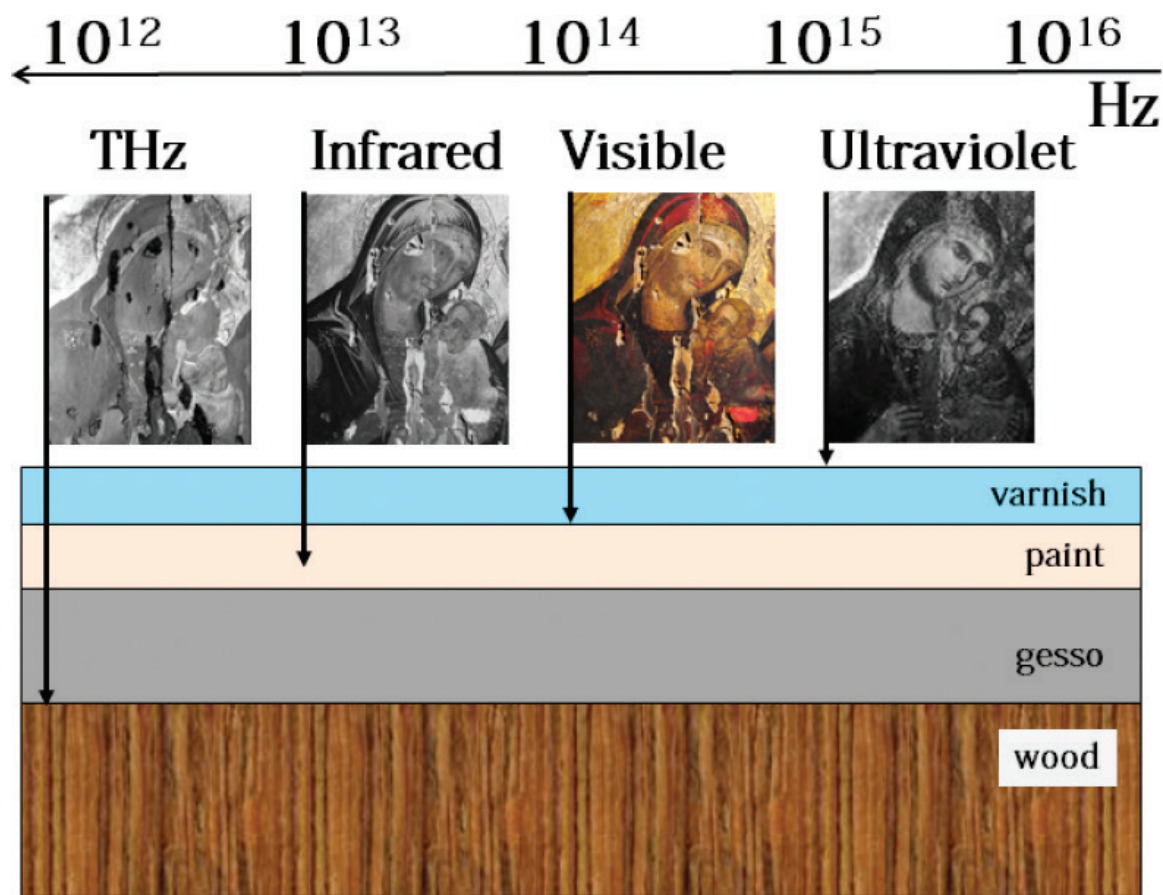 10¹² 10¹³ 10¹⁴ 10¹⁵ 10¹⁶
Hz
THz Infrared Visible Ultraviolet
varnish
paint
gesso
wood